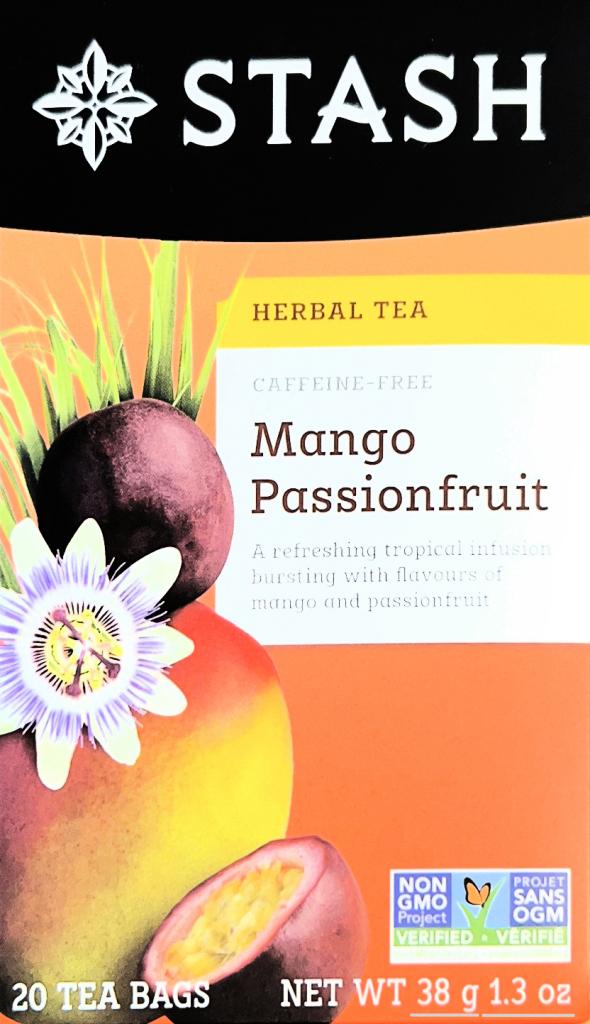 STASH
HERBAL TEA
CAFFEINE-FREE
Mango
Passionfruit
A refreshing tropical infusion
bursting with flavours of
mango and passionfruit
NON
GMO
Project
VERIFIED
PROJET
SANS
OGM
VÉRIFIÉ
20 TEA BAGS
NET WT 38 g 1.3 oz